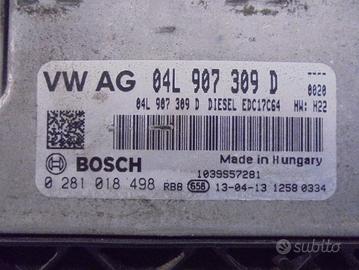 VW AG 04L 907 309 D ----
0020
04L 907 309 D DIESEL EDC17C64 HW: H22
BOSCH Made in Hungary
1039S57281
0 281 018 498 RBB 656 13-04-13 1258 0334
subito